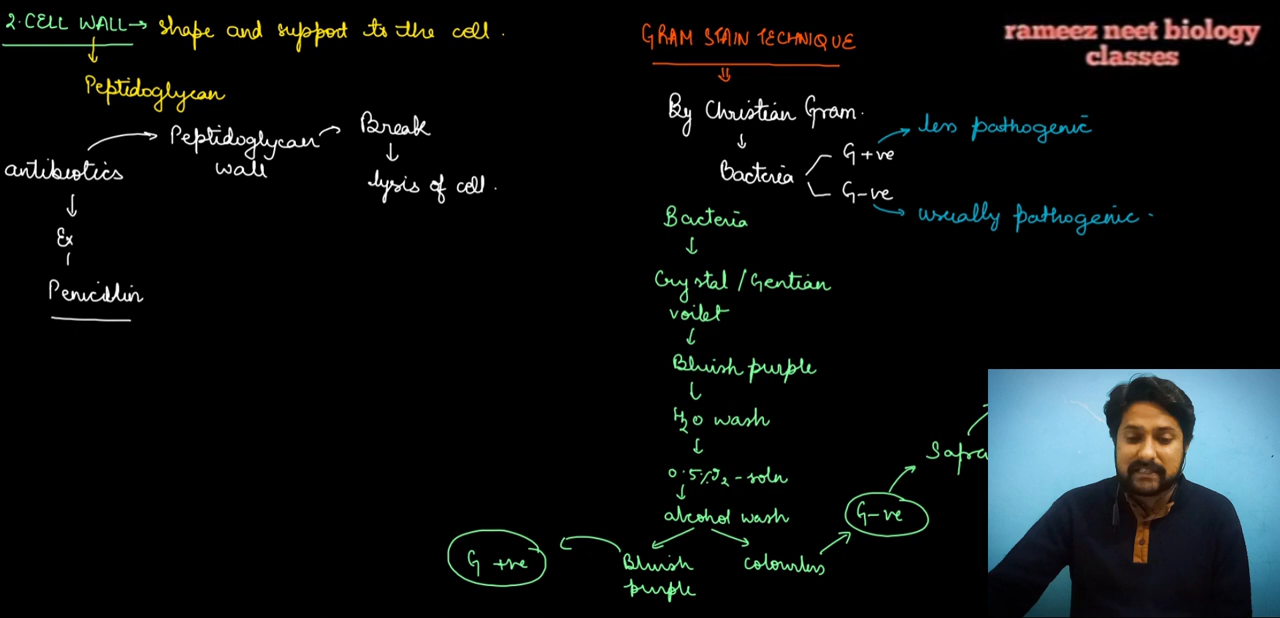 2. CELL WALL → shape and support to the cell.
↓
Peptidoglycan
antibiotics → Peptidoglycan wall → Break
↓
lysis of cell.
↓
Ex
Penicillin
GRAM STAIN TECHNIQUE
⇓
By Christian Gram.
↓
Bacteria
G+ve → less pathogenic
G-ve → usually pathogenic.
Bacteria
↓
Crystal / Gentian
voilet
↓
Bluish purple
↓
H2O wash
↓
0.5% I2 - soln
↓
alcohol wash
Bluish
purple
→ G +ve
colourless
→ G-ve
→ Safra
rameez neet biology
classes